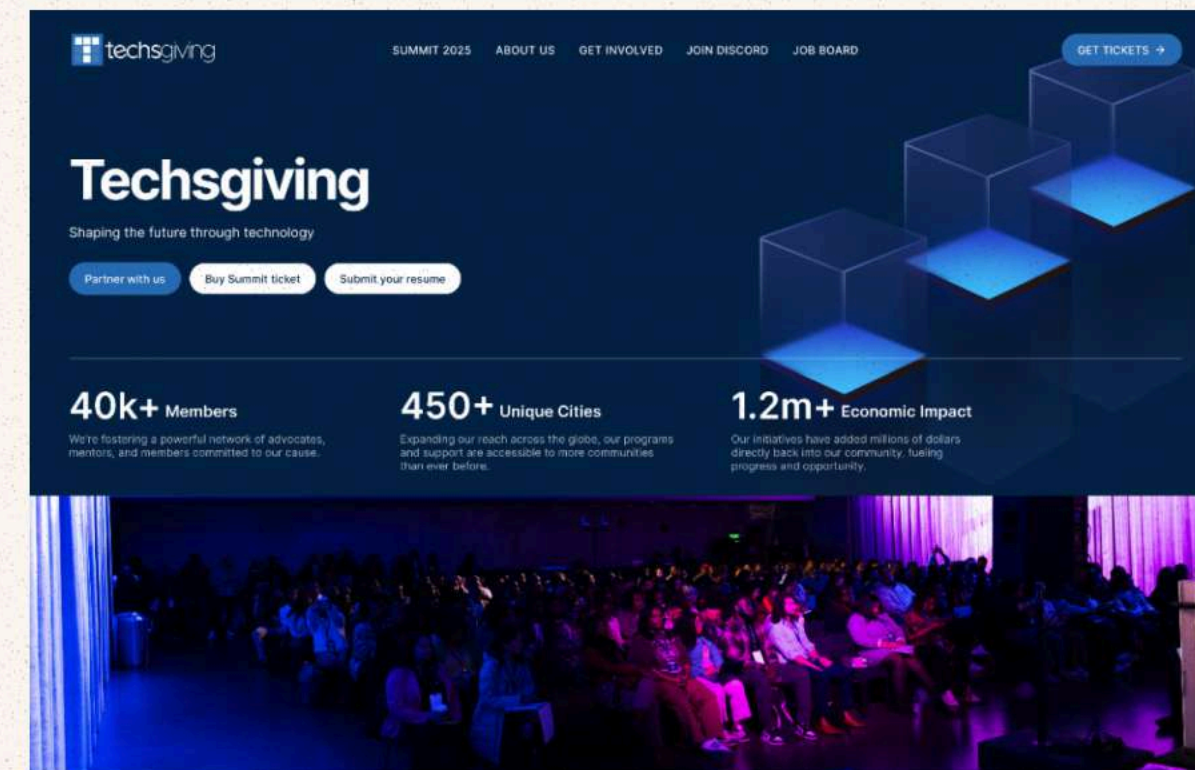 techsgiving
SUMMIT 2025
ABOUT US
GET INVOLVED
JOIN DISCORD
JOB BOARD
GET TICKETS →
Techsgiving
Shaping the future through technology
Partner with us
Buy Summit ticket
Submit your resume
40k+ Members
We're fostering a powerful network of advocates,
mentors, and members committed to our cause.
450+ Unique Cities
Expanding our reach across the globe, our programs
and support are accessible to more communities
than ever before.
1.2m+ Economic Impact
Our initiatives have added millions of dollars
directly back into our community, fueling
progress and opportunity.